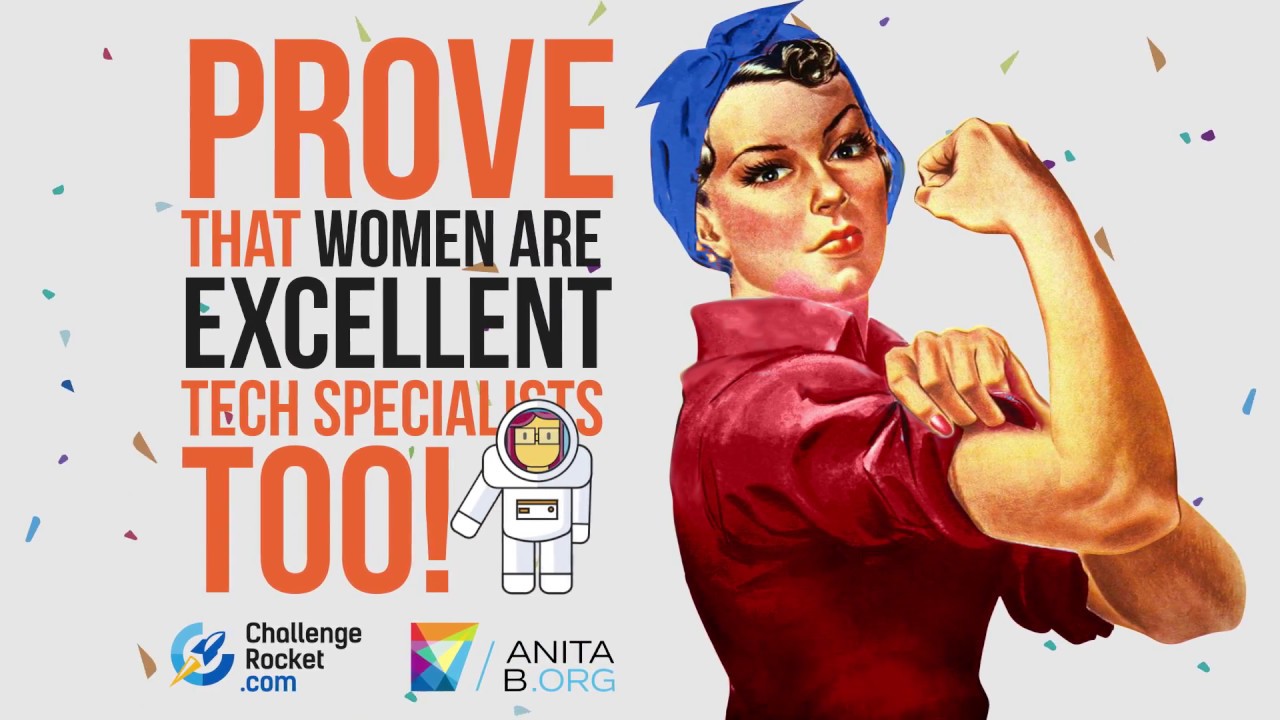 PROVE
THAT WOMEN ARE
EXCELLENT
TECH SPECIALISTS
TOO!
Challenge
Rocket
.com
ANITA
B.ORG